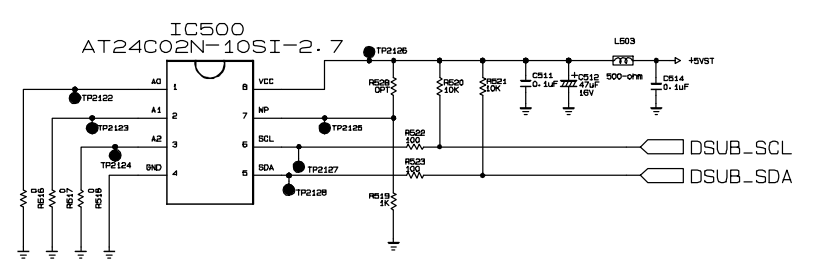 IC500
AT24C02N-10SI-2.7
TP2126
L503
+5VST
500-ohm
A0
1
8
VCC
R528
OPT
R520
10K
R521
10K
C511
0.1uF
+
C512
47uF
16V
C514
0.1uF
TP2122
A1
2
7
WP
TP2123
TP2125
A2
3
6
SCL
R522
100
DSUB_SCL
TP2124
TP2127
GND
4
5
SDA
R523
100
DSUB_SDA
TP2128
0
R516
0
R517
0
R518
R519
1K